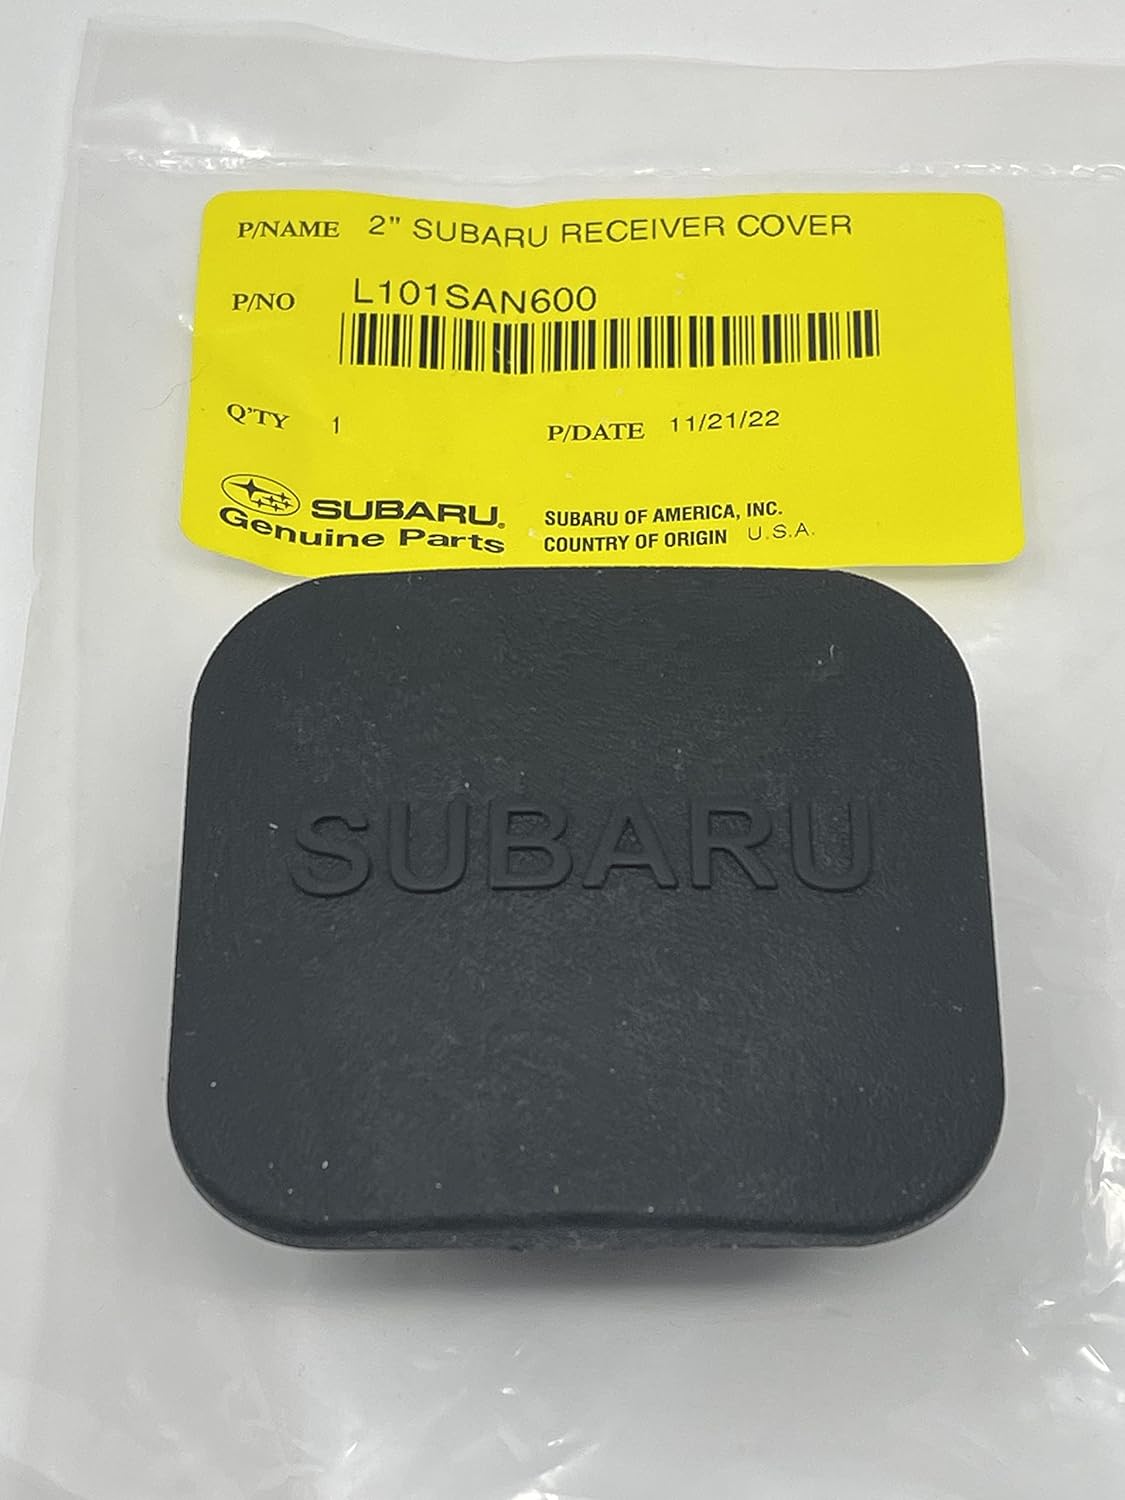 P/NAME 2" SUBARU RECEIVER COVER
P/NO L101SAN600
Q'TY 1 P/DATE 11/21/22
SUBARU®
Genuine Parts
SUBARU OF AMERICA, INC.
COUNTRY OF ORIGIN U.S.A.
SUBARU